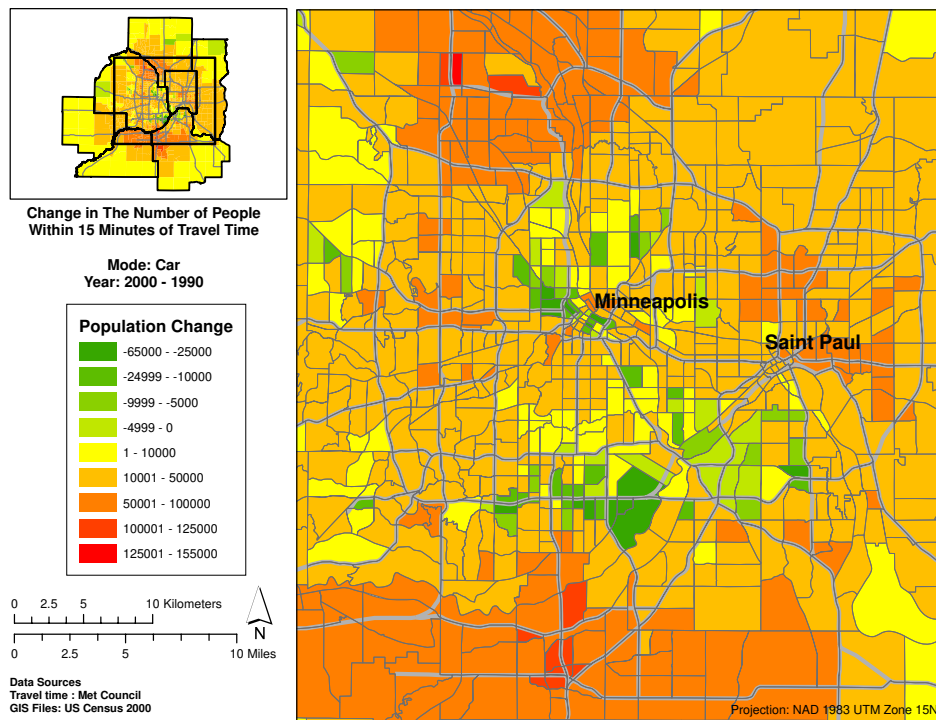 Change in The Number of People
Within 15 Minutes of Travel Time
Mode: Car
Year: 2000 - 1990
Population Change
-65000 - -25000
-24999 - -10000
-9999 - -5000
-4999 - 0
1 - 10000
10001 - 50000
50001 - 100000
100001 - 125000
125001 - 155000
0 2.5 5 10 Kilometers
0 2.5 5 10 Miles
N
Data Sources
Travel time : Met Council
GIS Files: US Census 2000
Minneapolis
Saint Paul
Projection: NAD 1983 UTM Zone 15N